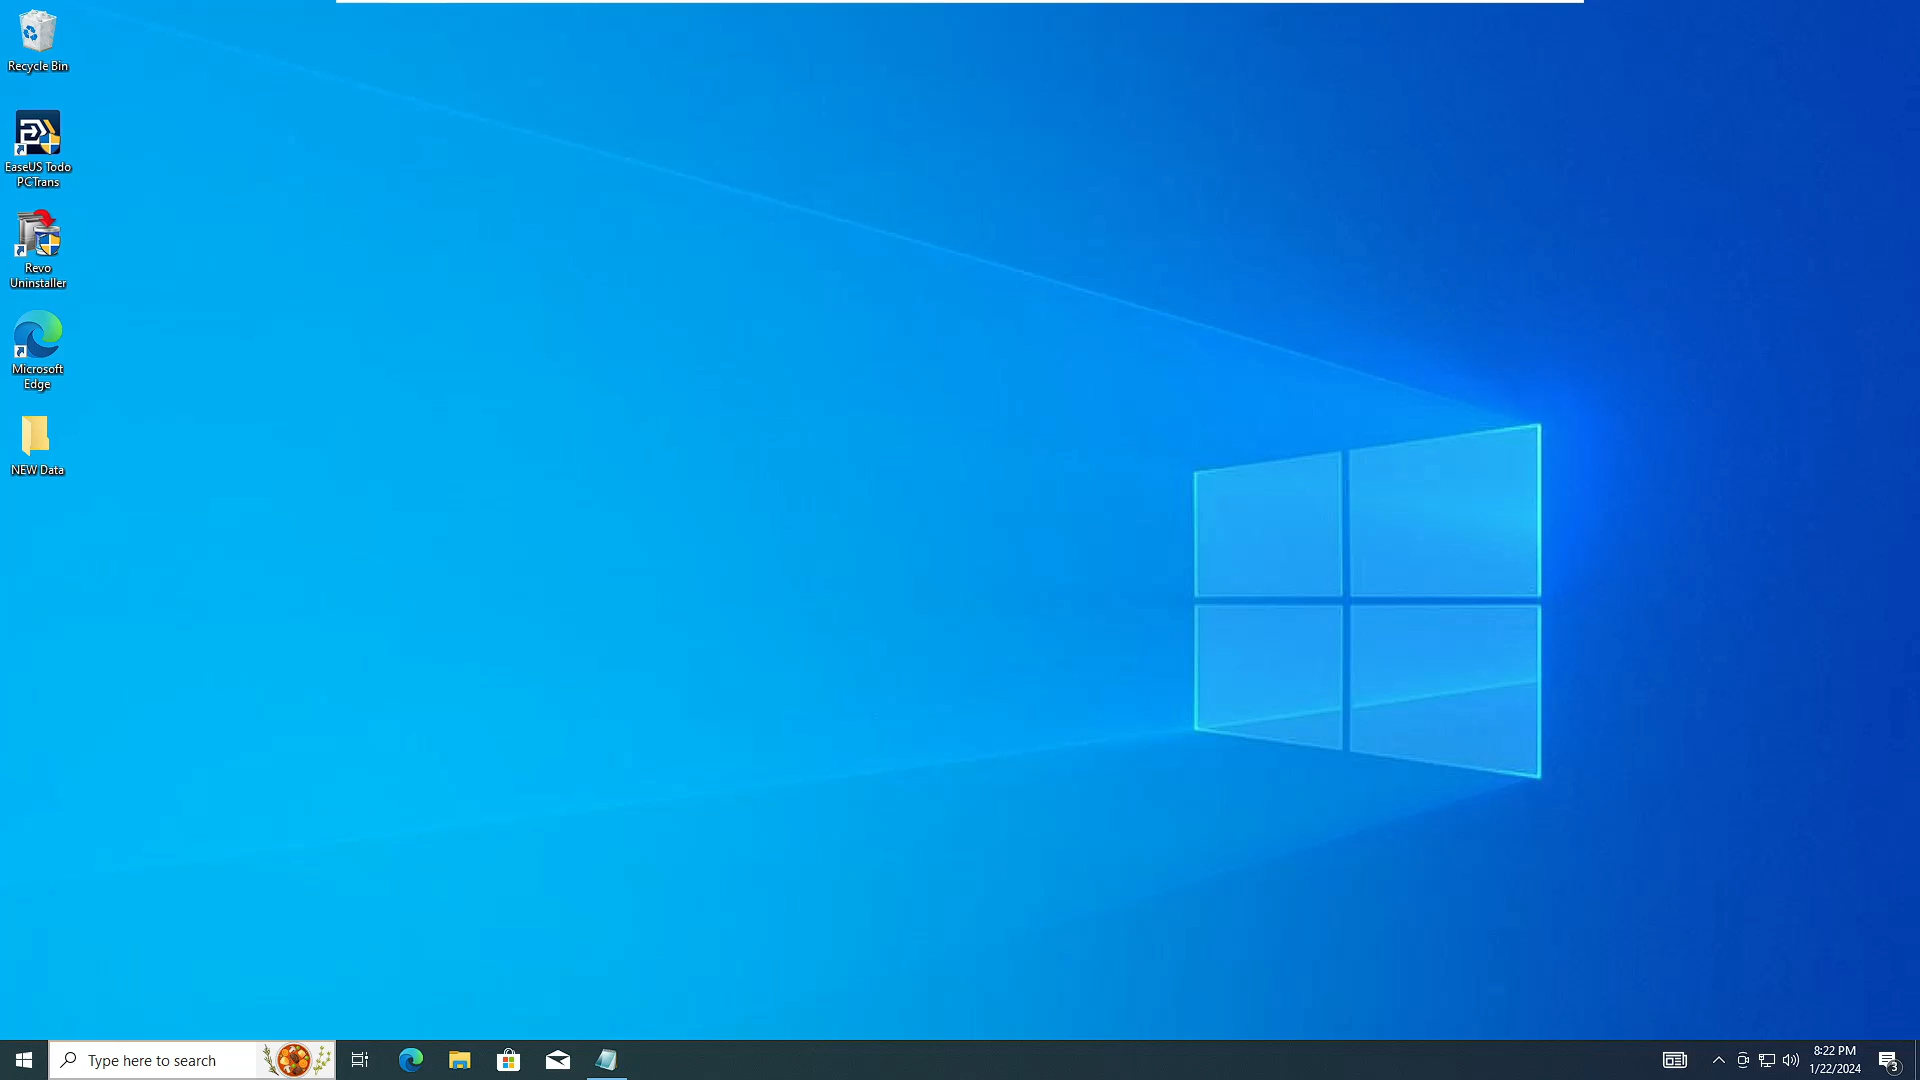 Recycle Bin
EaseUS Todo
PCTrans
Revo
Uninstaller
Microsoft
Edge
NEW Data
Type here to search
8:22 PM
1/22/2024
3